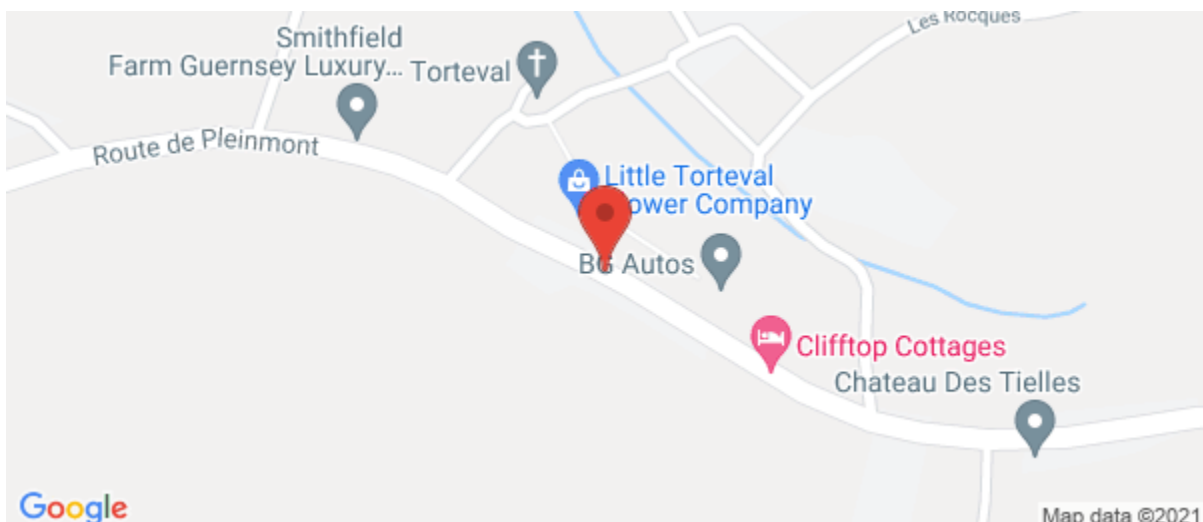 Les Rocques
Smithfield
Farm Guernsey Luxury...
Torteval
Route de Pleinmont
Little Torteval
ower Company
BG Autos
Clifftop Cottages
Chateau Des Tielles
Google
Map data ©2021